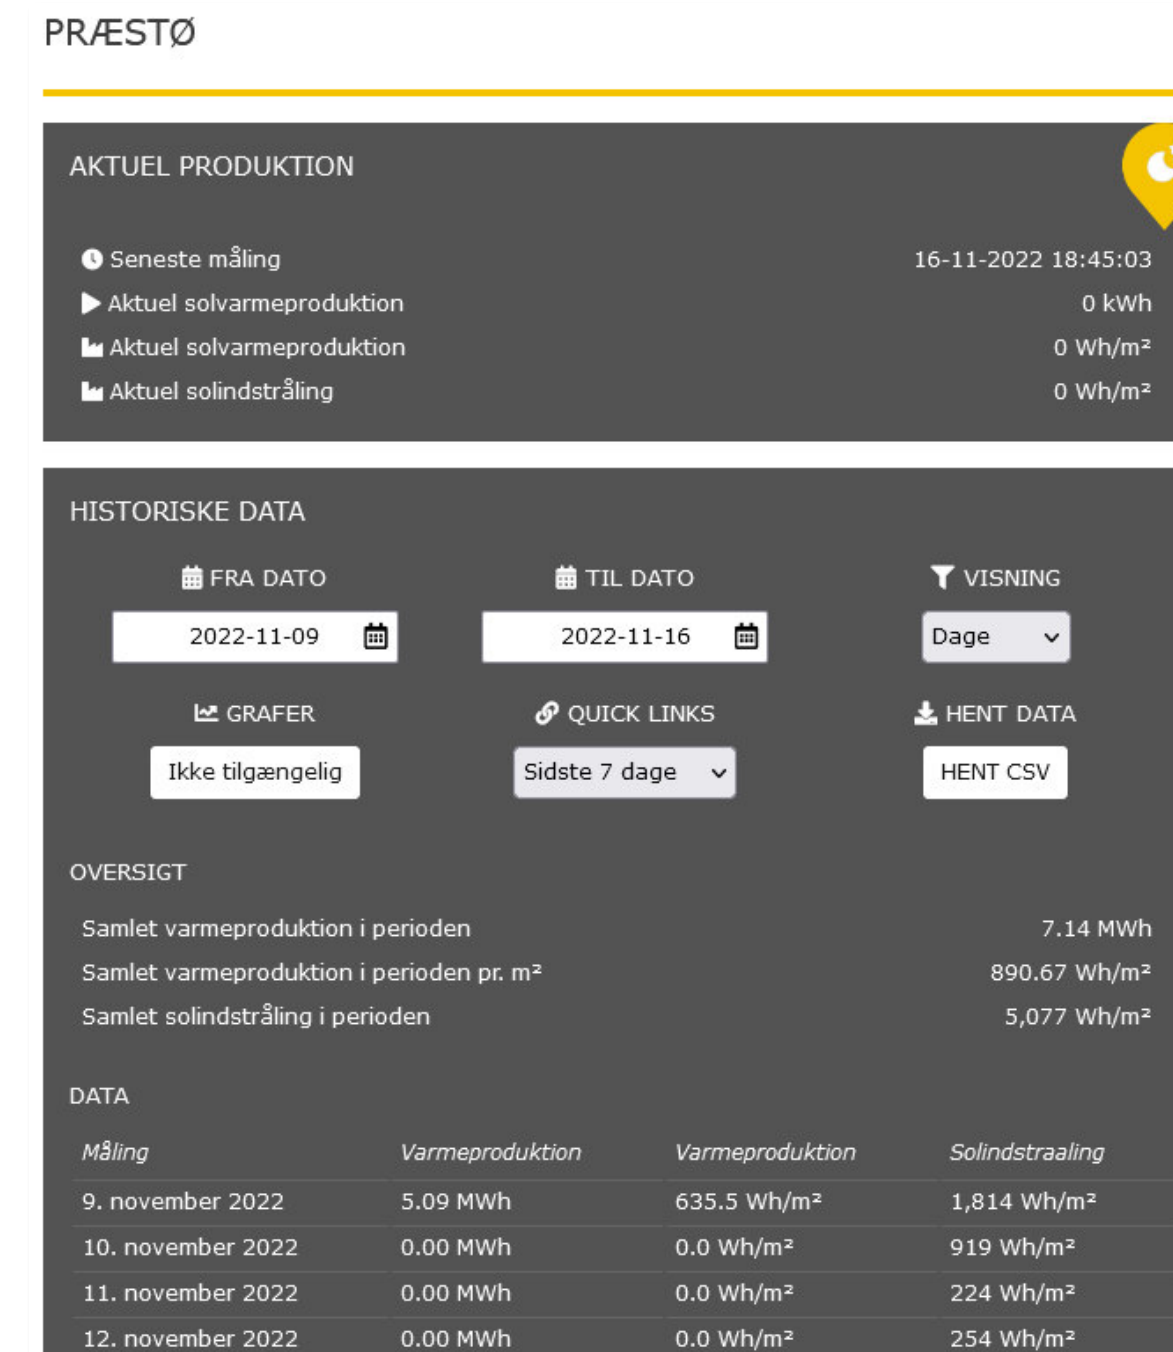 PRÆSTØ
AKTUEL PRODUKTION
Seneste måling 16-11-2022 18:45:03
Aktuel solvarmeproduktion 0 kWh
Aktuel solvarmeproduktion 0 Wh/m²
Aktuel solindstråling 0 Wh/m²
HISTORISKE DATA
FRA DATO TIL DATO VISNING
2022-11-09 2022-11-16 Dage
GRAFER QUICK LINKS HENT DATA
Ikke tilgængelig Sidste 7 dage HENT CSV
OVERSIGT
Samlet varmeproduktion i perioden 7.14 MWh
Samlet varmeproduktion i perioden pr. m² 890.67 Wh/m²
Samlet solindstråling i perioden 5,077 Wh/m²
DATA
Måling Varmeproduktion Varmeproduktion Solindstraaling
9. november 2022 5.09 MWh 635.5 Wh/m² 1,814 Wh/m²
10. november 2022 0.00 MWh 0.0 Wh/m² 919 Wh/m²
11. november 2022 0.00 MWh 0.0 Wh/m² 224 Wh/m²
12. november 2022 0.00 MWh 0.0 Wh/m² 254 Wh/m²